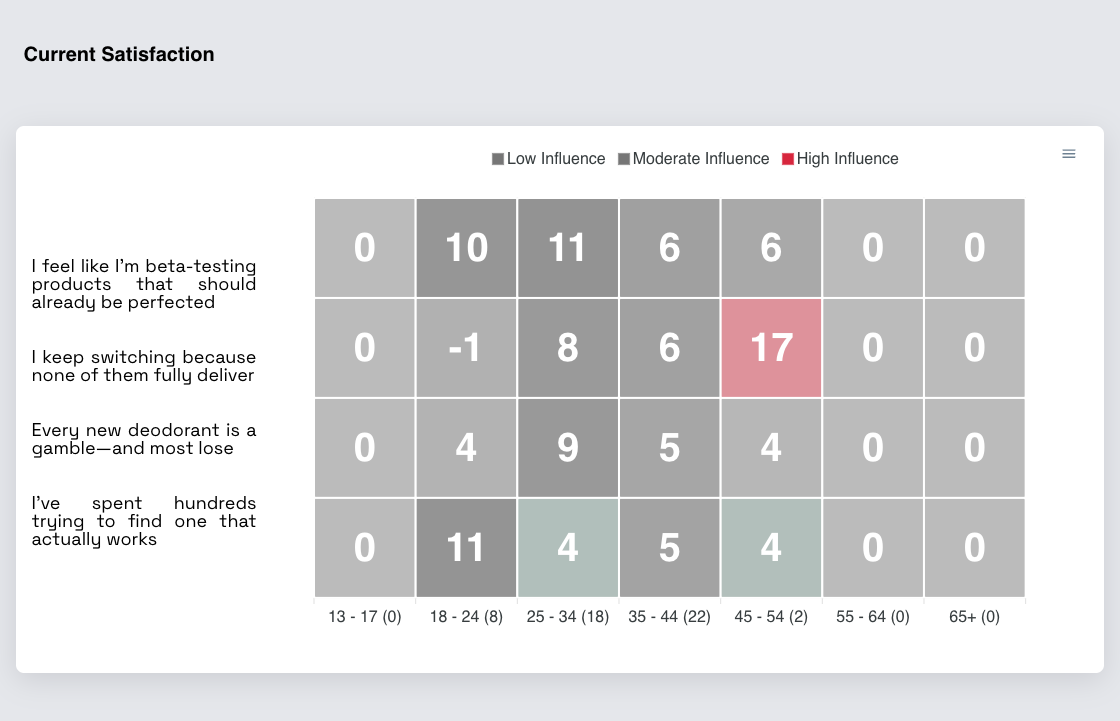 Current Satisfaction
Low Influence Moderate Influence High Influence
I feel like I'm beta-testing
products that should
already be perfected
I keep switching because
none of them fully deliver
Every new deodorant is a
gamble—and most lose
I've spent hundreds
trying to find one that
actually works
0 10 11 6 6 0 0
0 -1 8 6 17 0 0
0 4 9 5 4 0 0
0 11 4 5 4 0 0
13 - 17 (0) 18 - 24 (8) 25 - 34 (18) 35 - 44 (22) 45 - 54 (2) 55 - 64 (0) 65+ (0)